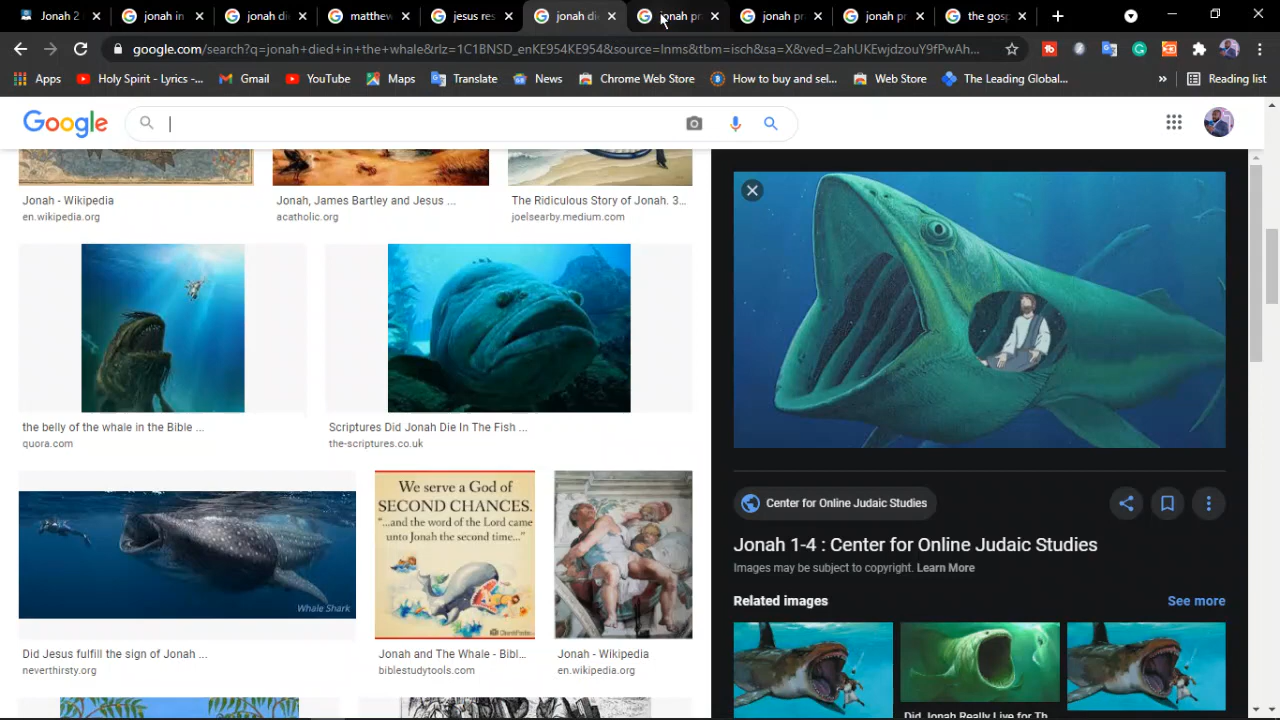 Jonah 2
jonah in
jonah di
matthew
jesus res
jonah di
jonah pr
jonah pr
jonah pr
the gosp
google.com/search?q=jonah+died+in+the+whale&rlz=1C1BNSD_enKE954KE954&source=lnms&tbm=isch&sa=X&ved=2ahUKEwjdzouY9fPwAh...
Apps
Holy Spirit - Lyrics -...
Gmail
YouTube
Maps
Translate
News
Chrome Web Store
How to purchase sel...
Web Store
The Leading Global...
»
Reading list
Google
Jonah - Wikipedia
en.wikipedia.org
Jonah, James Bartley and Jesus ...
acatholic.org
The Ridiculous Story of Jonah. 3...
joelsearby.medium.com
the belly of the whale in the Bible ...
quora.com
Scriptures Did Jonah Die In The Fish ...
the-scriptures.co.uk
Whale Shark
We serve a God of
SECOND CHANCES.
"...and the word of the Lord came
unto Jonah the second time..."
Did Jesus fulfill the sign of Jonah ...
neverthirsty.org
Jonah and The Whale - Bibl...
biblestudytools.com
Jonah - Wikipedia
en.wikipedia.org
Center for Online Judaic Studies
Jonah 1-4 : Center for Online Judaic Studies
Images may be subject to copyright. Learn More
Related images
See more
Did Jonah Really Live for Th